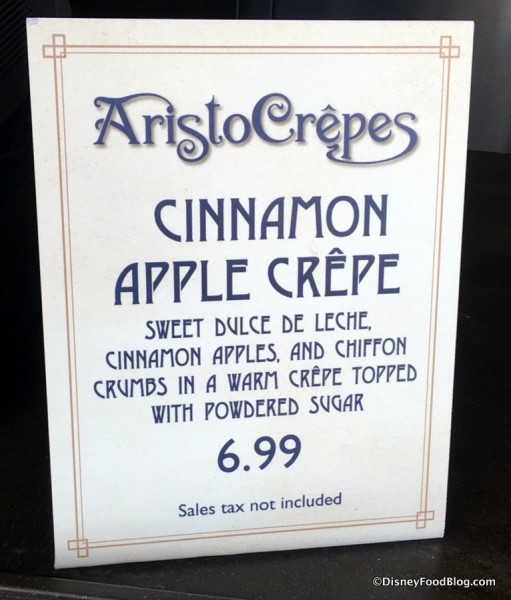 AristoCrêpes
CINNAMON
APPLE CRÊPE
SWEET DULCE DE LECHE,
CINNAMON APPLES, AND CHIFFON
CRUMBS IN A WARM CRÊPE TOPPED
WITH POWDERED SUGAR
6.99
Sales tax not included
©DisneyFoodBlog.com